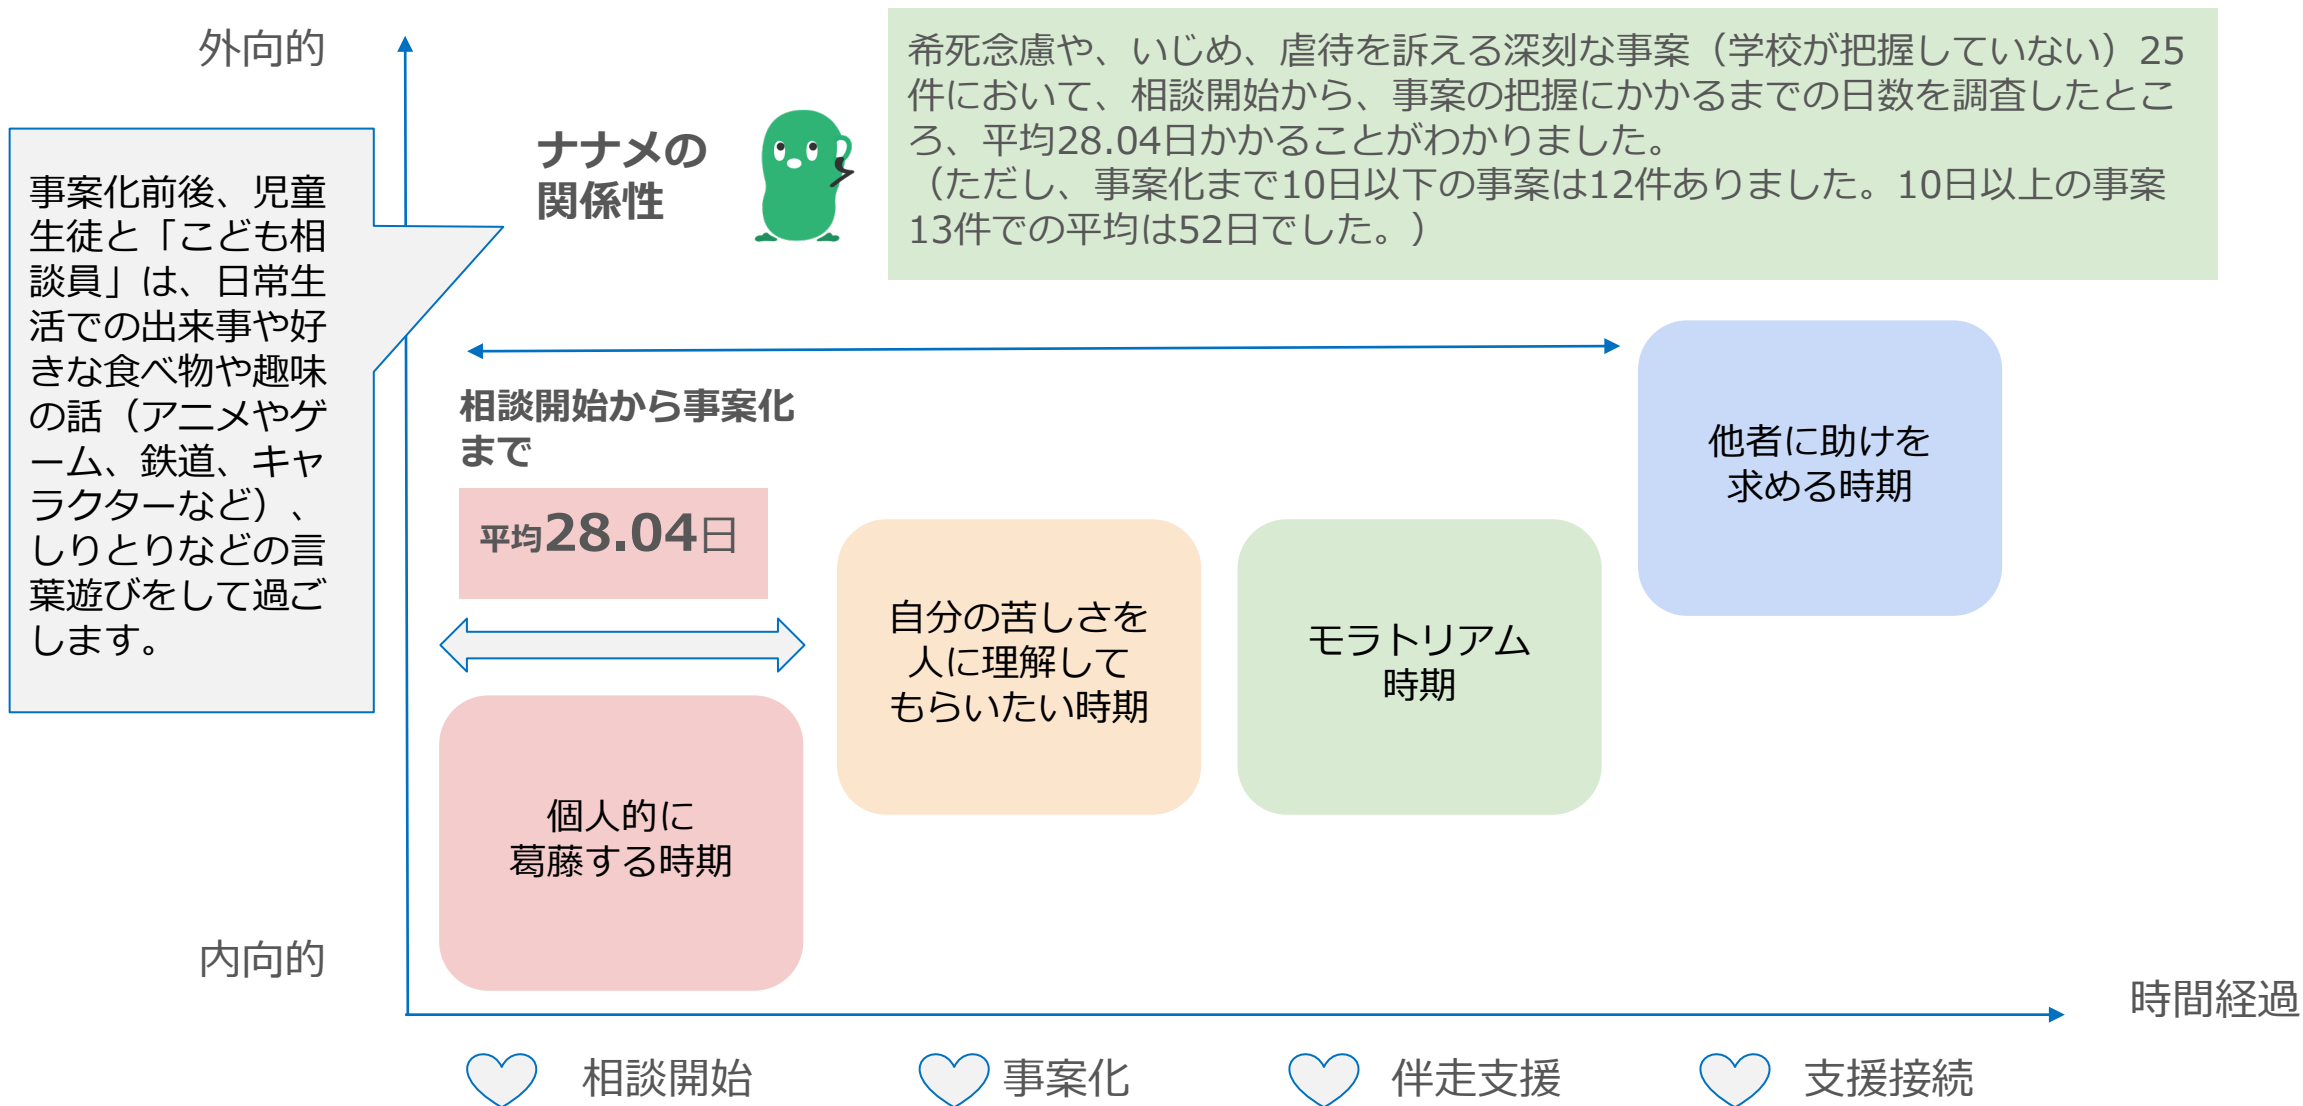 外向的
ナナメの
関係性
希死念慮や、いじめ、虐待を訴える深刻な事案（学校が把握していない）25
件において、相談開始から、事案の把握にかかるまでの日数を調査したとこ
ろ、平均28.04日かかることがわかりました。
（ただし、事案化まで10日以下の事案は12件ありました。10日以上の事案
13件での平均は52日でした。）
事案化前後、児童
生徒と「こども相
談員」は、日常生
活での出来事や好
きな食べ物や趣味
の話（アニメやゲ
ーム、鉄道、キャ
ラクターなど）、
しりとりなどの言
葉遊びをして過ご
します。
相談開始から事案化
まで
平均28.04日
個人的に
葛藤する時期
自分の苦しさを
人に理解して
もらいたい時期
モラトリアム
時期
他者に助けを
求める時期
内向的
時間経過
相談開始
事案化
伴走支援
支援接続